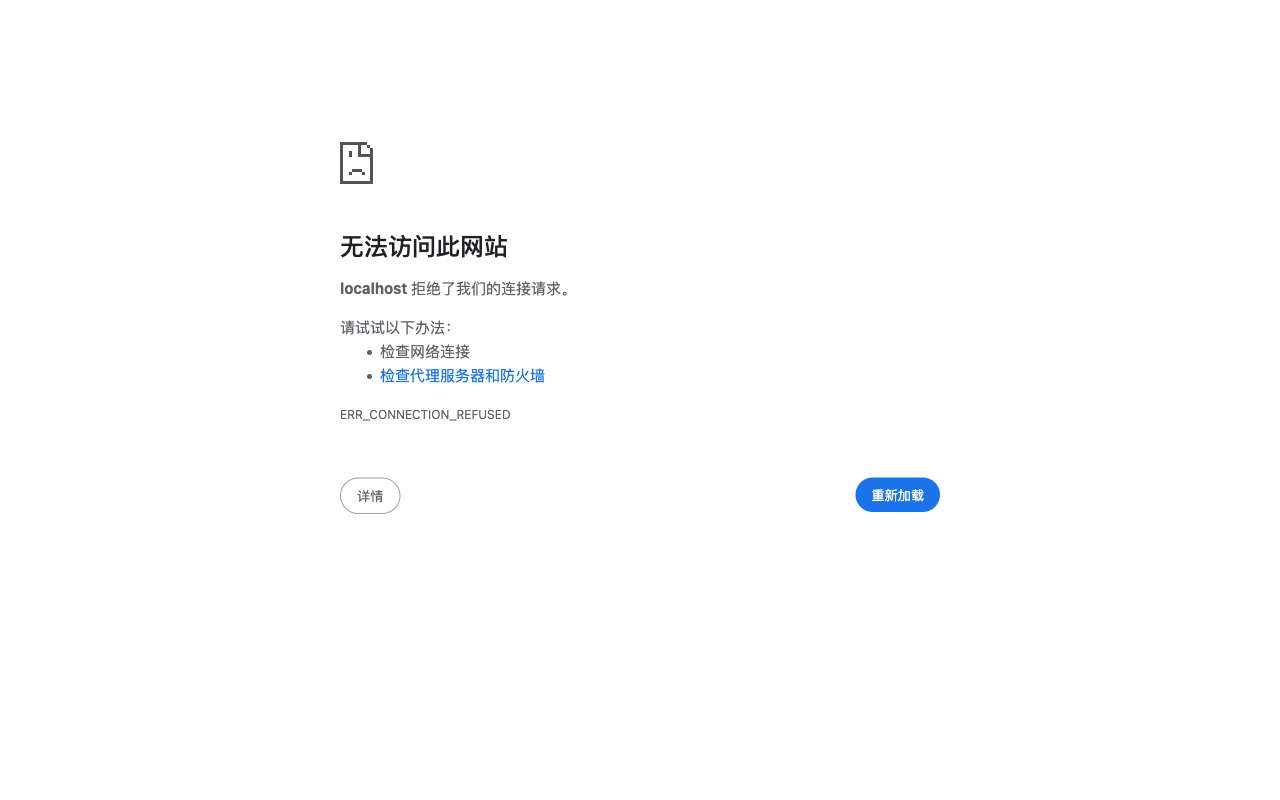 无法访问此网站
localhost 拒绝了我们的连接请求。
请试试以下办法：
检查网络连接
检查代理服务器和防火墙
ERR_CONNECTION_REFUSED
详情
重新加载